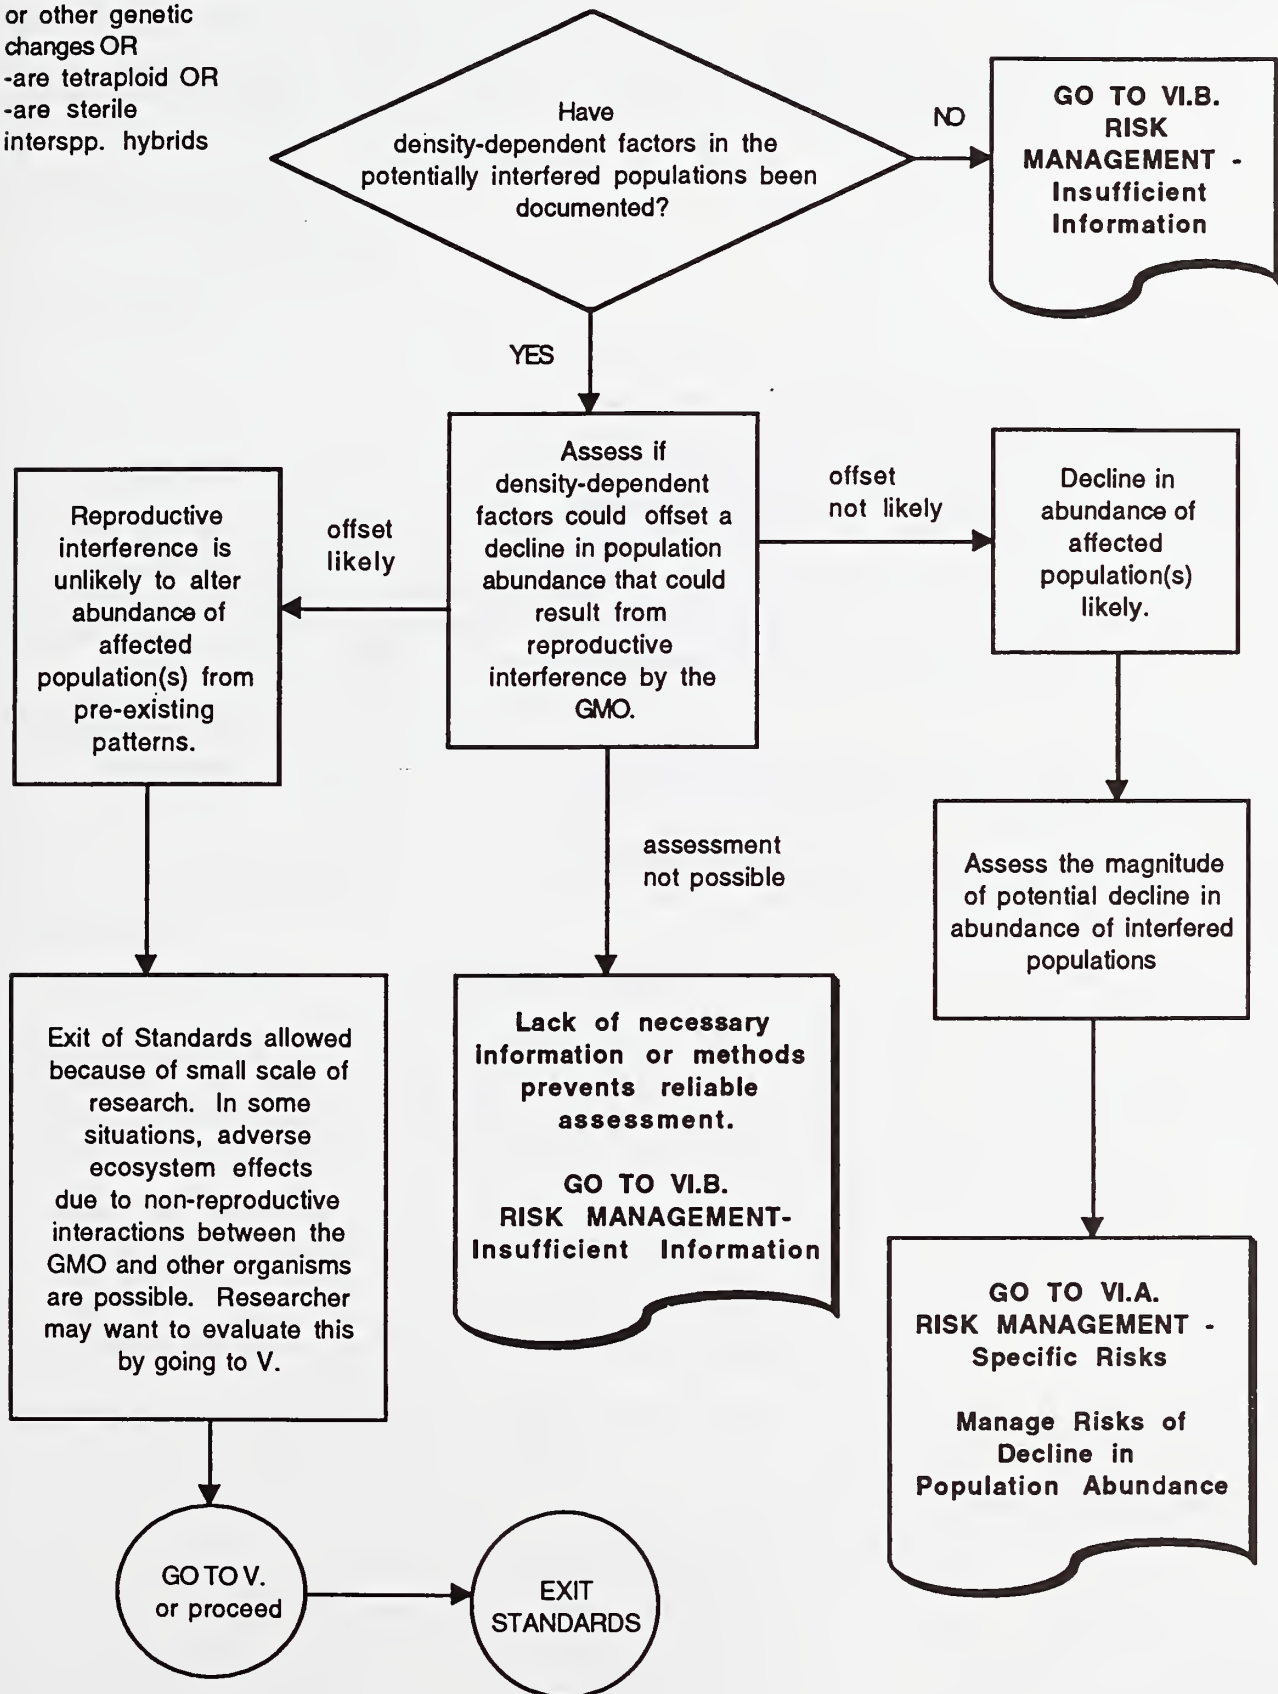 or other genetic
changes OR
-are tetraploid OR
-are sterile
interspp. hybrids
Have
density-dependent factors in the
potentially interfered populations been
documented?
NO
GO TO VI.B.
RISK
MANAGEMENT -
Insufficient
Information
YES
Assess if
density-dependent
factors could offset a
decline in population
abundance that could
result from
reproductive
interference by the
GMO.
offset
likely
offset
not likely
Reproductive
interference is
unlikely to alter
abundance of
affected
population(s) from
pre-existing
patterns.
Decline in
abundance of
affected
population(s)
likely.
assessment
not possible
Assess the magnitude
of potential decline in
abundance of interfered
populations
Exit of Standards allowed
because of small scale of
research. In some
situations, adverse
ecosystem effects
due to non-reproductive
interactions between the
GMO and other organisms
are possible. Researcher
may want to evaluate this
by going to V.
Lack of necessary
information or methods
prevents reliable
assessment.
GO TO VI.B.
RISK MANAGEMENT-
Insufficient Information
GO TO VI.A.
RISK MANAGEMENT -
Specific Risks
Manage Risks of
Decline in
Population Abundance
GO TO V.
or proceed
EXIT
STANDARDS